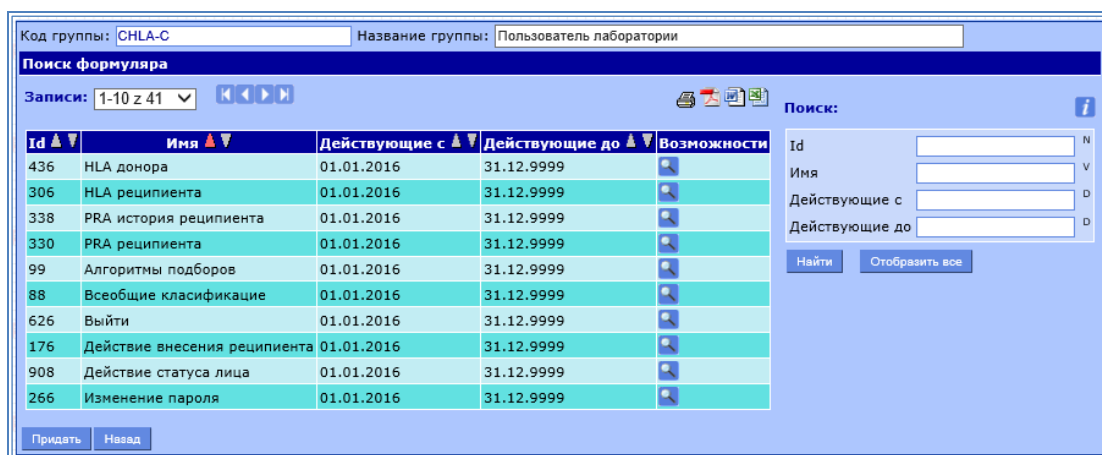 Код группы: CHLA-C Название группы: Пользователь лаборатории
Поиск формуляра
Записи: 1-10 z 41
Id Имя Действующие с Действующие до Возможности
436 HLA донора 01.01.2016 31.12.9999
306 HLA реципиента 01.01.2016 31.12.9999
338 PRA история реципиента 01.01.2016 31.12.9999
330 PRA реципиента 01.01.2016 31.12.9999
99 Алгоритмы подборов 01.01.2016 31.12.9999
88 Всеобщие класификацие 01.01.2016 31.12.9999
626 Выйти 01.01.2016 31.12.9999
176 Действие внесения реципиента 01.01.2016 31.12.9999
908 Действие статуса лица 01.01.2016 31.12.9999
266 Изменение пароля 01.01.2016 31.12.9999
Придать Назад
Поиск: i
Id N
Имя V
Действующие с D
Действующие до D
Найти Отобразить все